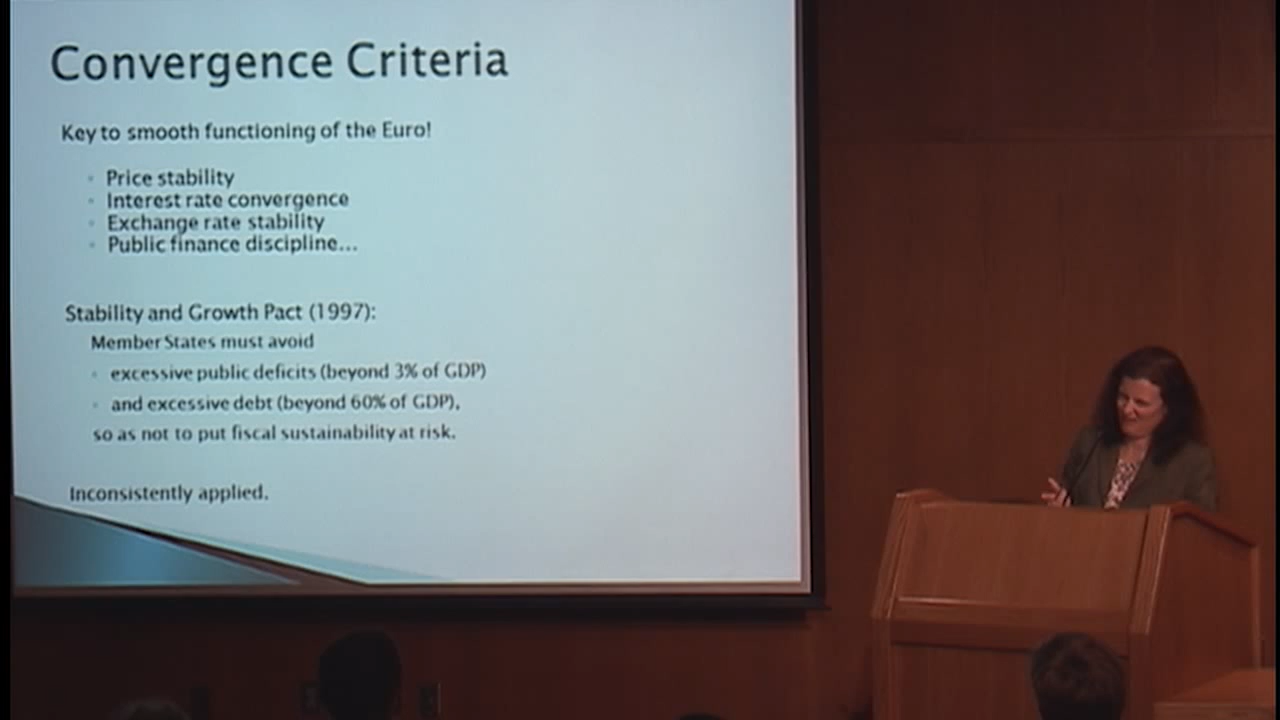 Convergence Criteria
Key to smooth functioning of the Euro!
Price stability
Interest rate convergence
Exchange rate stability
Public finance discipline...
Stability and Growth Pact (1997):
Member States must avoid
excessive public deficits (beyond 3% of GDP)
and excessive debt (beyond 60% of GDP),
so as not to put fiscal sustainability at risk.
Inconsistently applied.